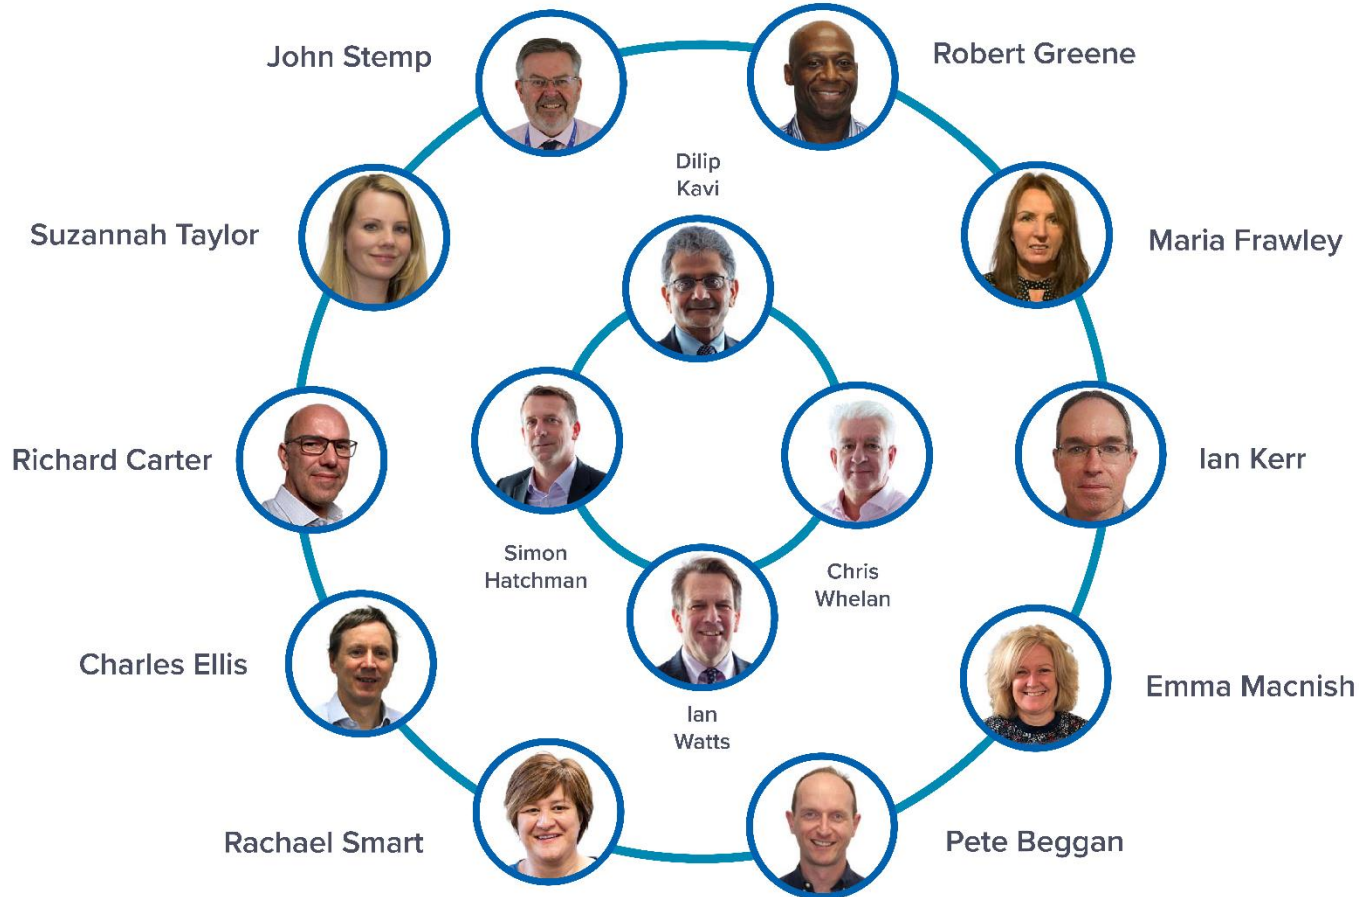 John Stemp
Robert Greene
Dilip
Kavi
Suzannah Taylor
Maria Frawley
Richard Carter
Ian Kerr
Simon
Hatchman
Chris
Whelan
Charles Ellis
Emma Macnish
Ian
Watts
Rachael Smart
Pete Beggan